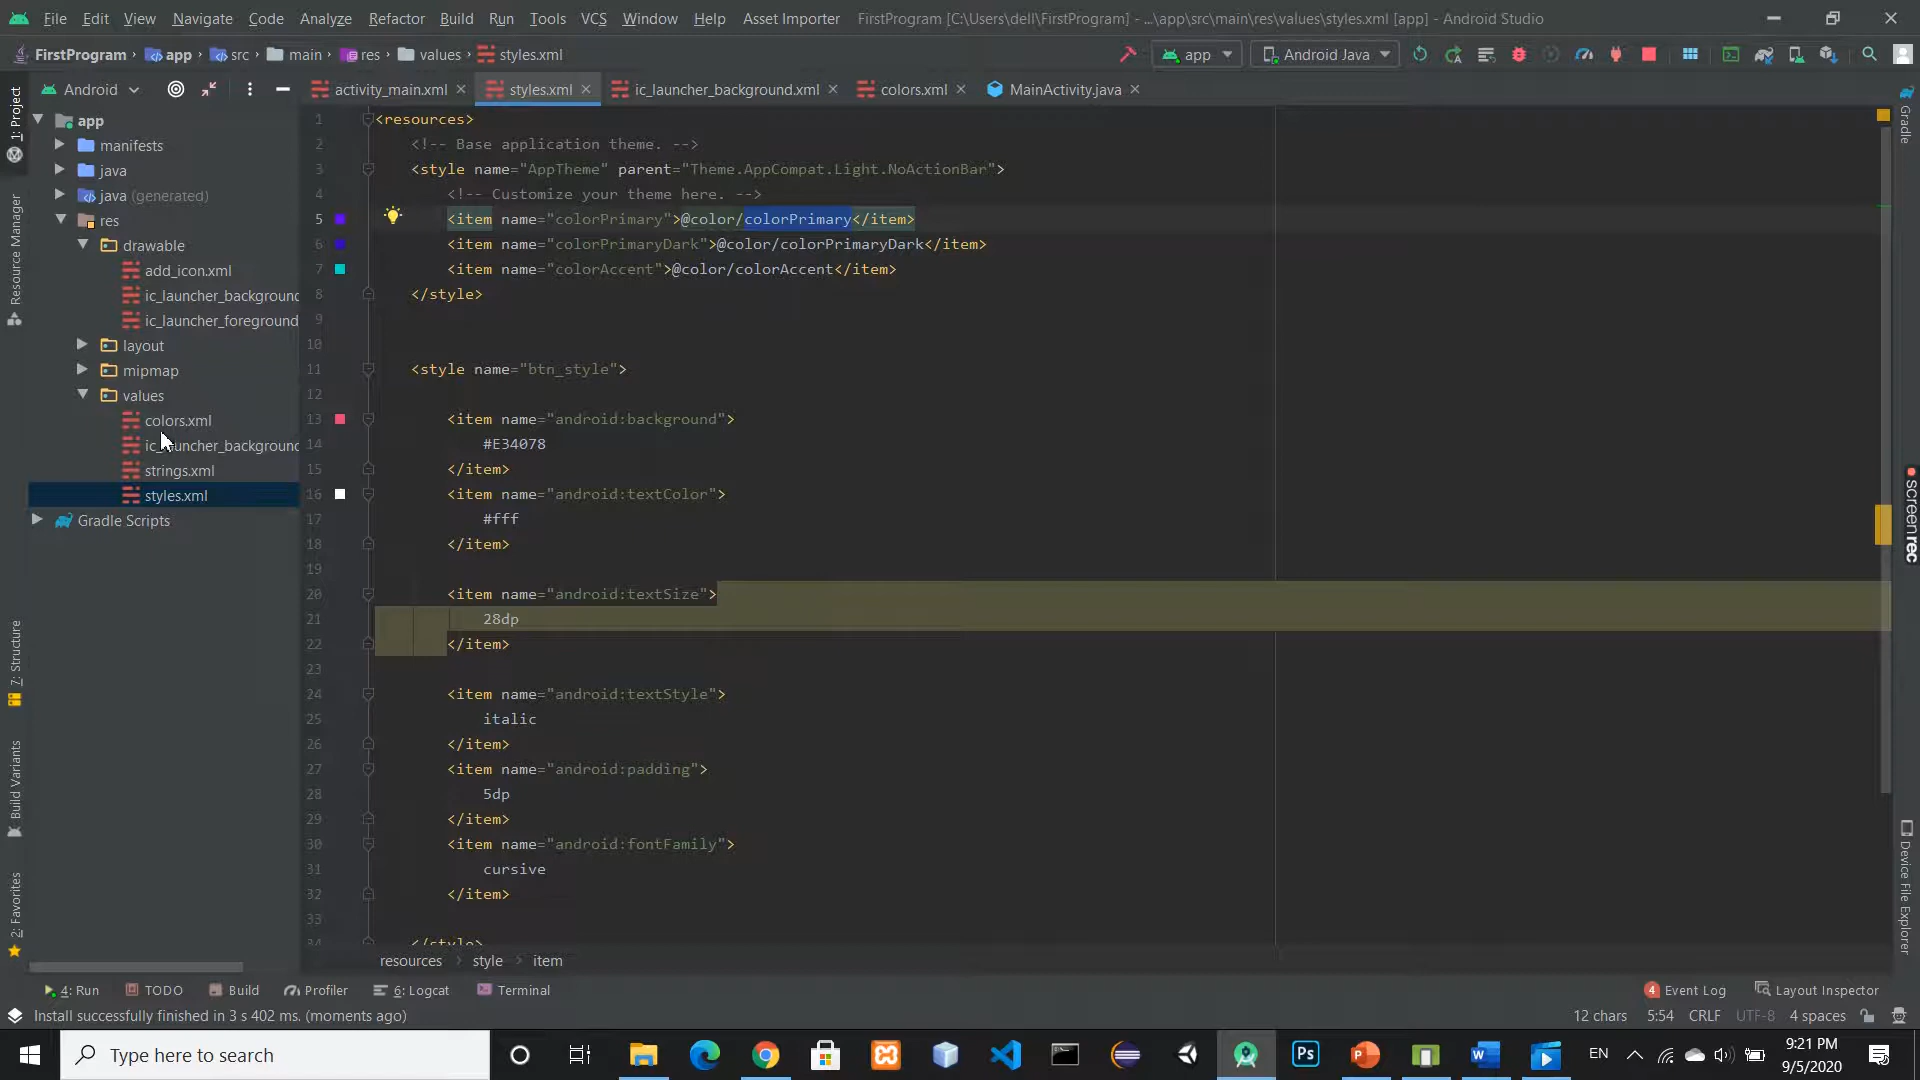 File Edit View Navigate Code Analyze Refactor Build Run Tools VCS Window Help Asset Importer FirstProgram [C:\Users\dell\FirstProgram] - ...\app\src\main\res\values\styles.xml [app] - Android Studio
FirstProgram app src main res values styles.xml app Android Java
Android activity_main.xml styles.xml ic_launcher_background.xml colors.xml MainActivity.java
1: Project
Resource Manager
7: Structure
Build Variants
2: Favorites
app
manifests
java
java (generated)
res
drawable
add_icon.xml
ic_launcher_background
ic_launcher_foreground
layout
mipmap
values
colors.xml
ic_launcher_background
strings.xml
styles.xml
Gradle Scripts
1 <resources>
2 <!-- Base application theme. -->
3 <style name="AppTheme" parent="Theme.AppCompat.Light.NoActionBar">
4 <!-- Customize your theme here. -->
5 <item name="colorPrimary">@color/colorPrimary</item>
6 <item name="colorPrimaryDark">@color/colorPrimaryDark</item>
7 <item name="colorAccent">@color/colorAccent</item>
8 </style>
9
10
11 <style name="btn_style">
12
13 <item name="android:background">
14 #E34078
15 </item>
16 <item name="android:textColor">
17 #fff
18 </item>
19
20 <item name="android:textSize">
21 28dp
22 </item>
23
24 <item name="android:textStyle">
25 italic
26 </item>
27 <item name="android:padding">
28 5dp
29 </item>
30 <item name="android:fontFamily">
31 cursive
32 </item>
33
34 </style>
resources style item
Gradle
screenrec
Device File Explorer
4: Run TODO Build Profiler 6: Logcat Terminal 4 Event Log Layout Inspector
Install successfully finished in 3 s 402 ms. (moments ago) 12 chars 5:54 CRLF UTF-8 4 spaces
Type here to search Ps EN 9:21 PM
9/5/2020